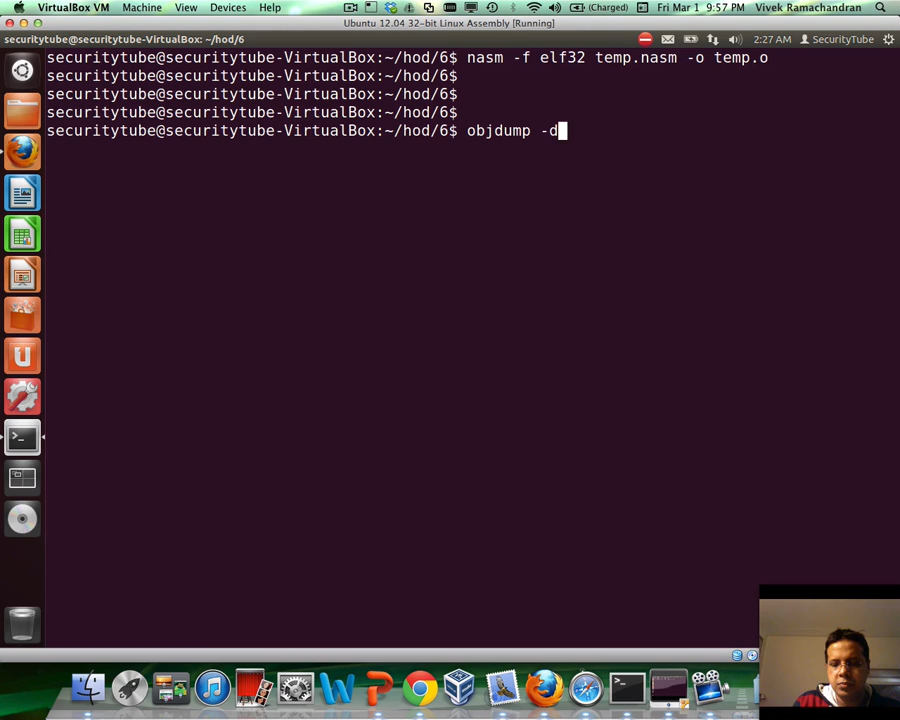 VirtualBox VM Machine View Devices Help (Charged) Fri Mar 1 9:57 PM Vivek Ramachandran
Ubuntu 12.04 32-bit Linux Assembly [Running]
securitytube@securitytube-VirtualBox: ~/hod/6 2:27 AM SecurityTube
securitytube@securitytube-VirtualBox:~/hod/6$ nasm -f elf32 temp.nasm -o temp.o
securitytube@securitytube-VirtualBox:~/hod/6$
securitytube@securitytube-VirtualBox:~/hod/6$
securitytube@securitytube-VirtualBox:~/hod/6$
securitytube@securitytube-VirtualBox:~/hod/6$ objdump -d